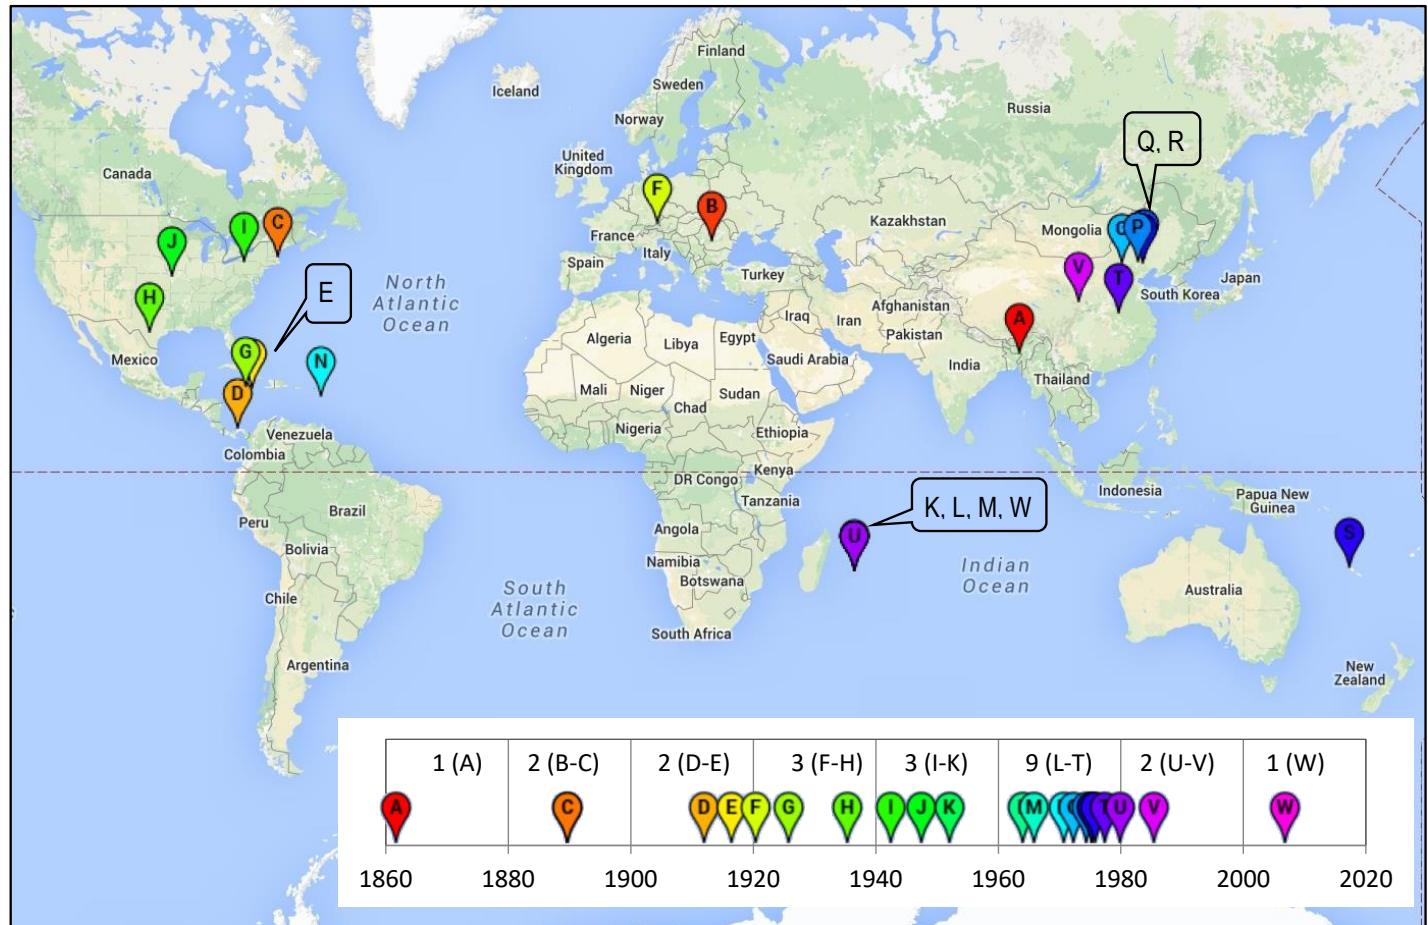 Finland
Sweden
Iceland
Russia
Norway
Q, R
United
Kingdom
Canada
F
B
C
I
J
Kazakhstan
Mongolia
O
P
France
Italy
Spain
Turkey
V
T
Japan
South Korea
North
Atlantic
Ocean
E
H
Afghanistan
Iraq
Iran
Pakistan
A
Algeria
Libya
Egypt
Mexico
G
N
Saudi Arabia
India
Thailand
D
Mali
Niger
Sudan
Chad
Venezuela
Nigeria
Ethiopia
Colombia
Kenya
DR Congo
Indonesia
Papua New
Guinea
Tanzania
K, L, M, W
Peru
Brazil
Angola
U
S
Bolivia
Namibia
Botswana
Indian
Ocean
Australia
South
Atlantic
Ocean
Chile
South Africa
Argentina
New
Zealand
1 (A)
2 (B-C)
2 (D-E)
3 (F-H)
3 (I-K)
9 (L-T)
2 (U-V)
1 (W)
A
C
D
E
F
G
H
I
J
K
M
T
U
V
W
1860
1880
1900
1920
1940
1960
1980
2000
2020